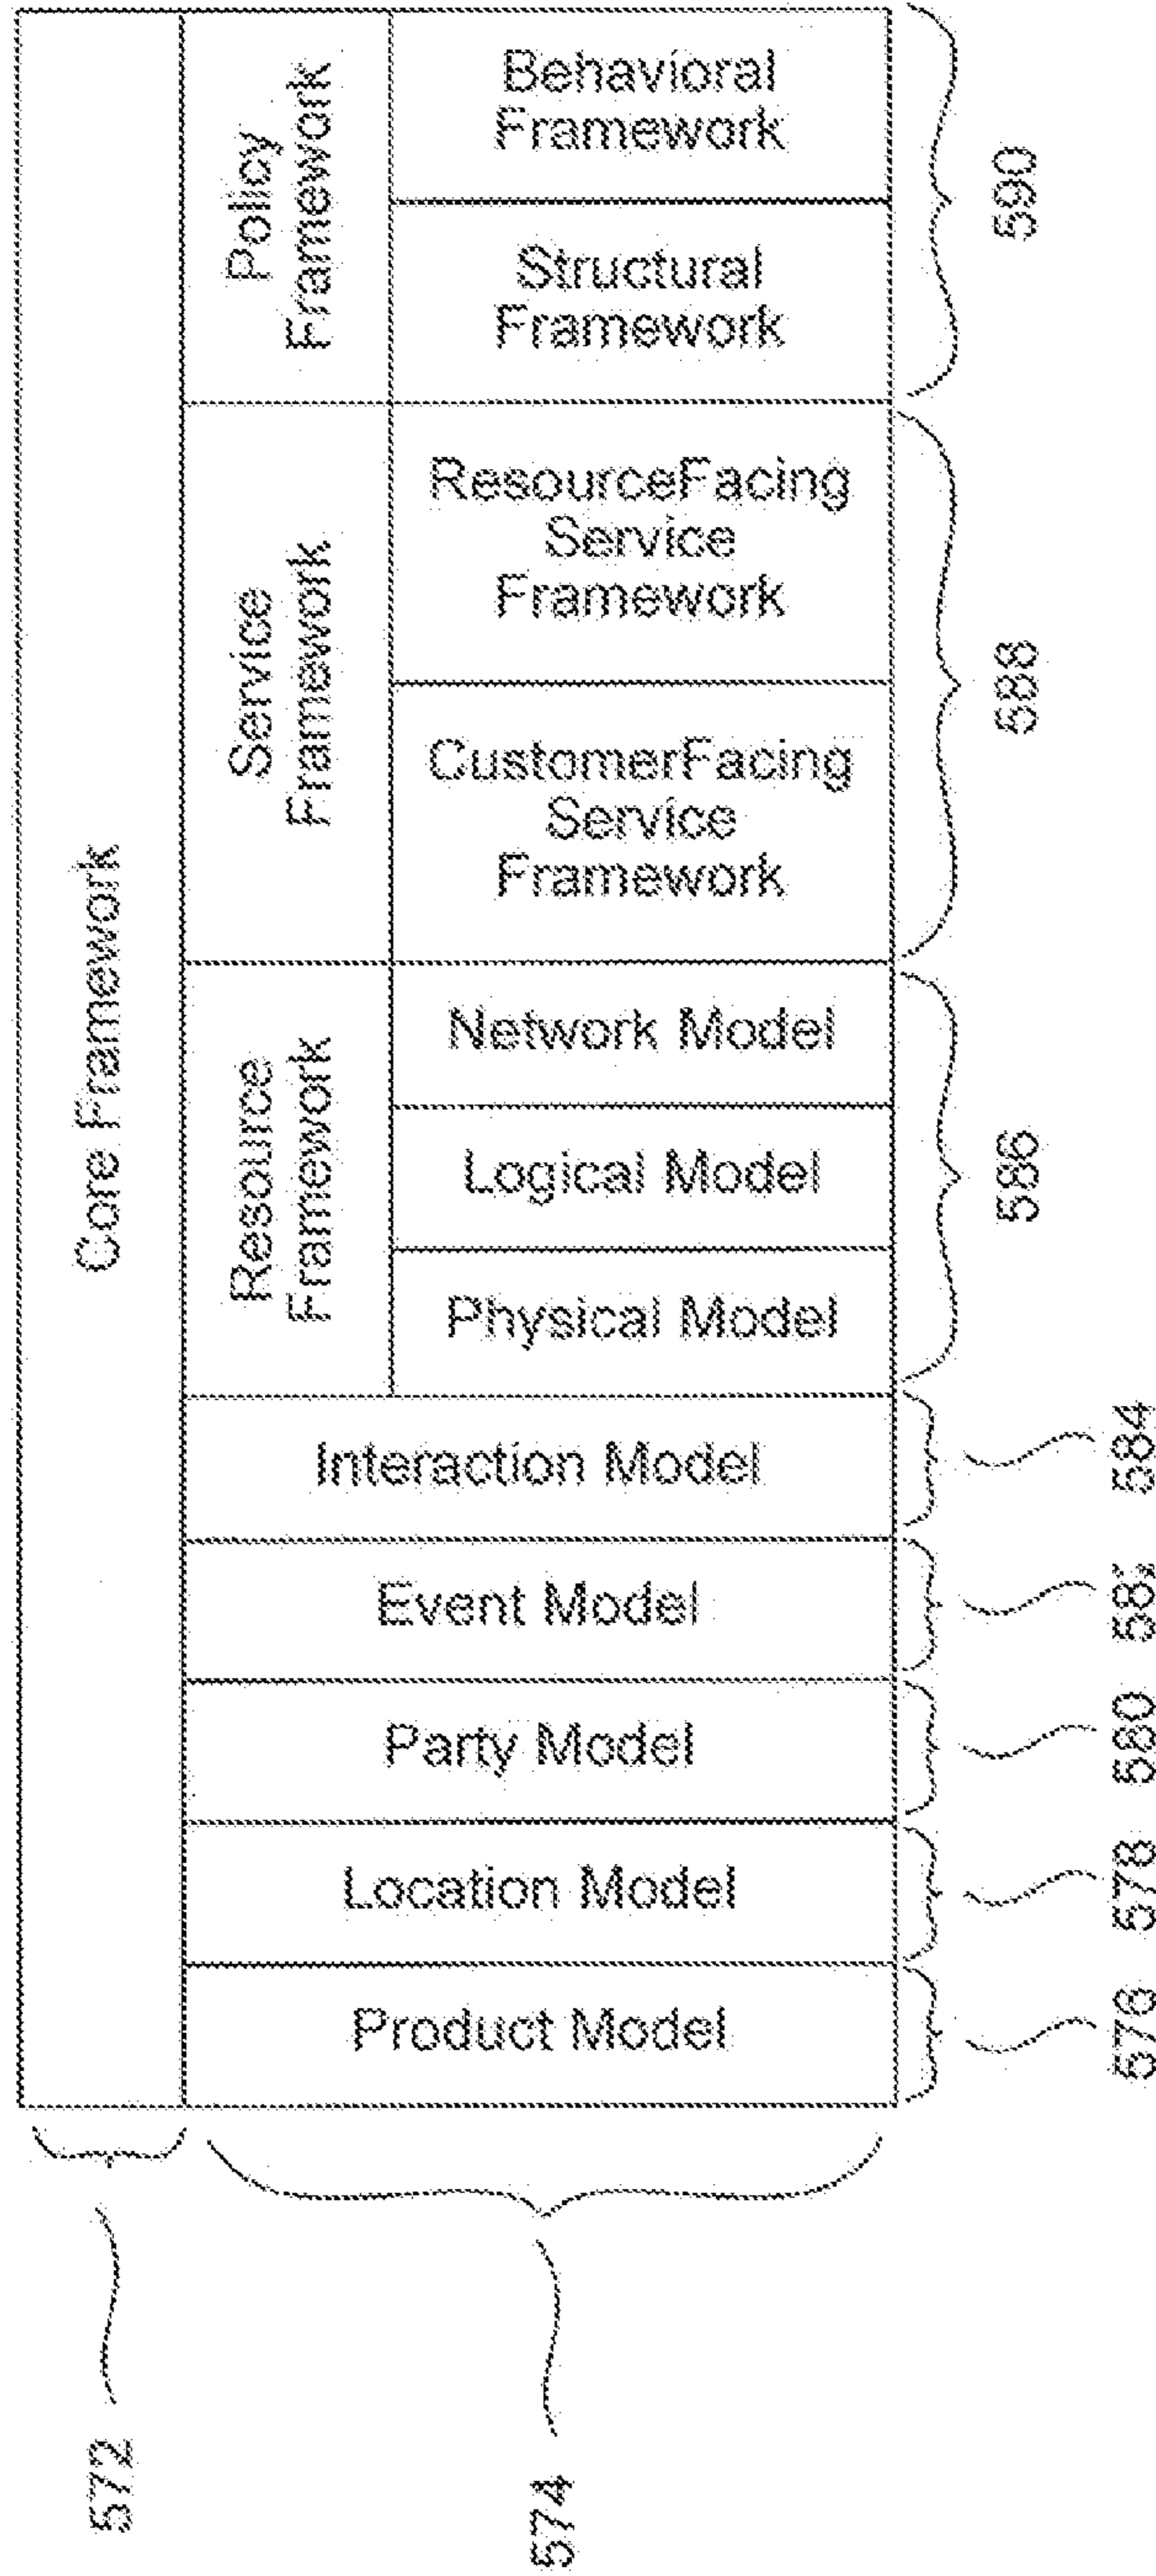 Core Framework
Resource
Framework
Service
Framework
Policy
Framework
Product Model
Location Model
Party Model
Event Model
Interaction Model
Physical Model
Logical Model
Network Model
CustomerFacing
Service
Framework
ResourceFacing
Service
Framework
Structural
Framework
Behavioral
Framework
572
574
576
578
580
584
586
588
590